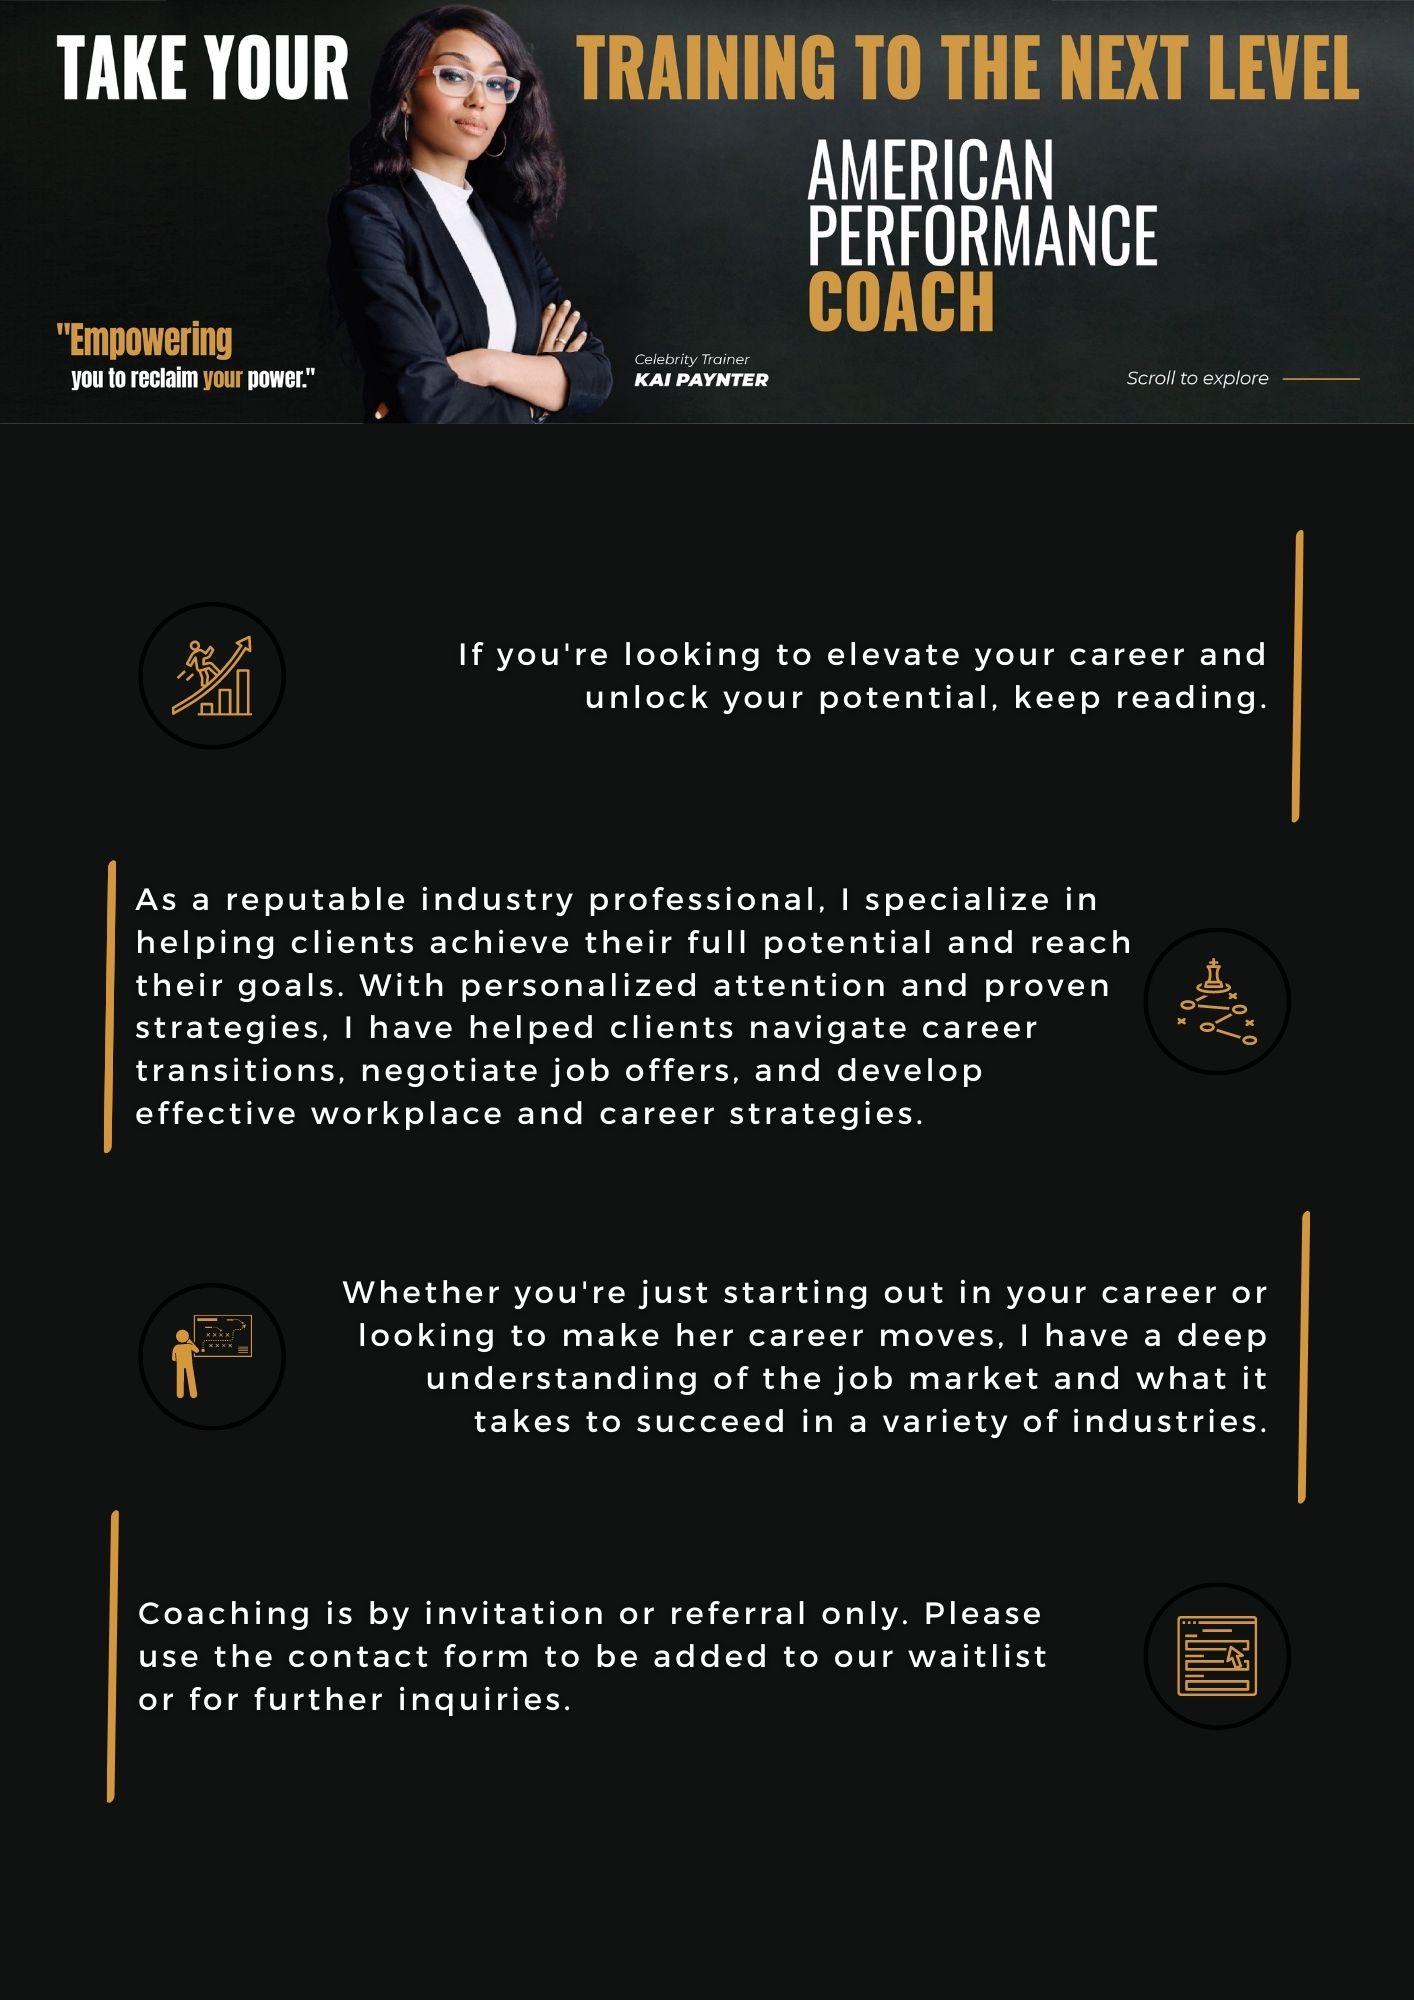 TAKE YOUR TRAINING TO THE NEXT LEVEL
AMERICAN
PERFORMANCE
COACH
"Empowering
you to reclaim your power."
Celebrity Trainer
KAI PAYNTER
Scroll to explore
If you're looking to elevate your career and
unlock your potential, keep reading.
As a reputable industry professional, I specialize in
helping clients achieve their full potential and reach
their goals. With personalized attention and proven
strategies, I have helped clients navigate career
transitions, negotiate job offers, and develop
effective workplace and career strategies.
Whether you're just starting out in your career or
looking to make her career moves, I have a deep
understanding of the job market and what it
takes to succeed in a variety of industries.
Coaching is by invitation or referral only. Please
use the contact form to be added to our waitlist
or for further inquiries.